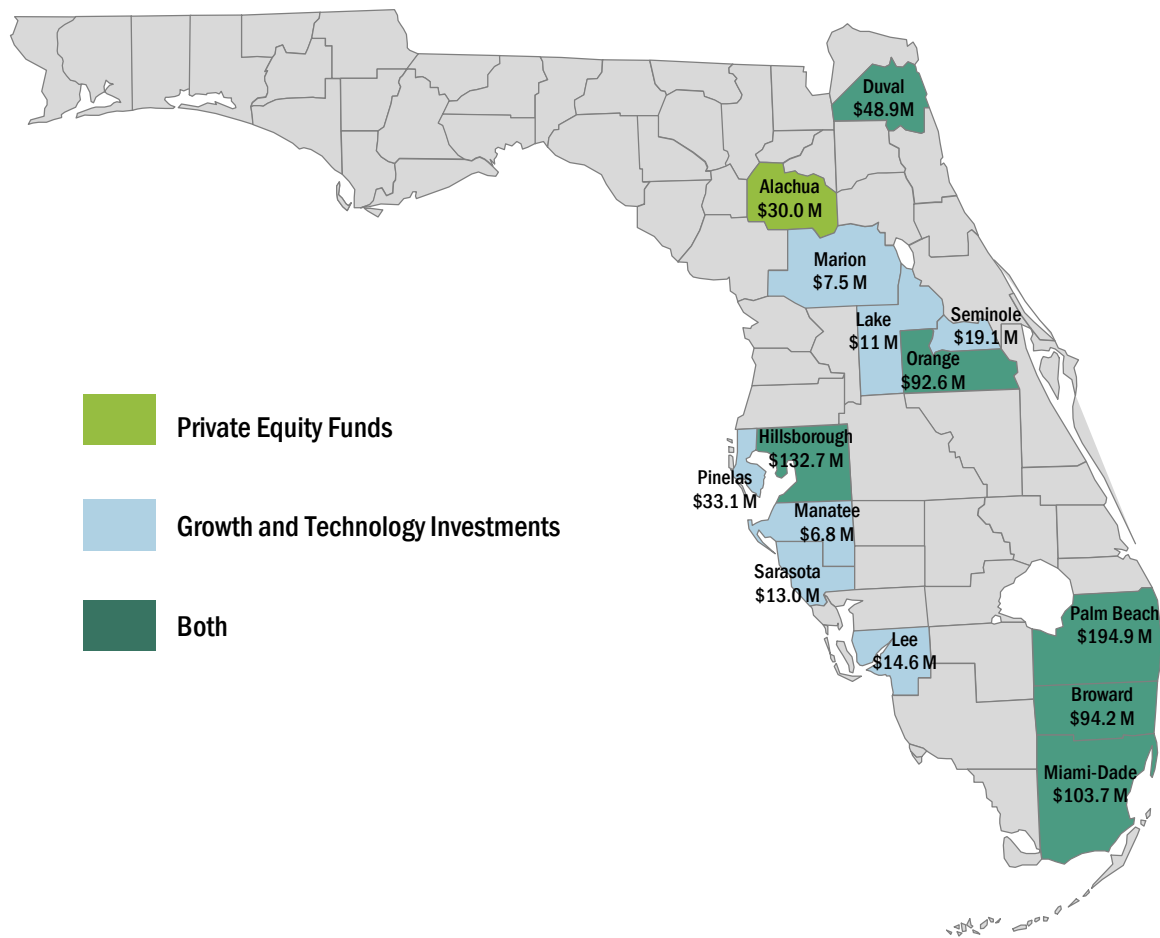 Duval
$48.9M
Alachua
$30.0 M
Marion
$7.5 M
Lake
$11 M
Seminole
$19.1 M
Orange
$92.6 M
Private Equity Funds
Hillsborough
$132.7 M
Pinelas
$33.1 M
Growth and Technology Investments
Manatee
$6.8 M
Sarasota
$13.0 M
Both
Palm Beach
$194.9 M
Lee
$14.6 M
Broward
$94.2 M
Miami-Dade
$103.7 M